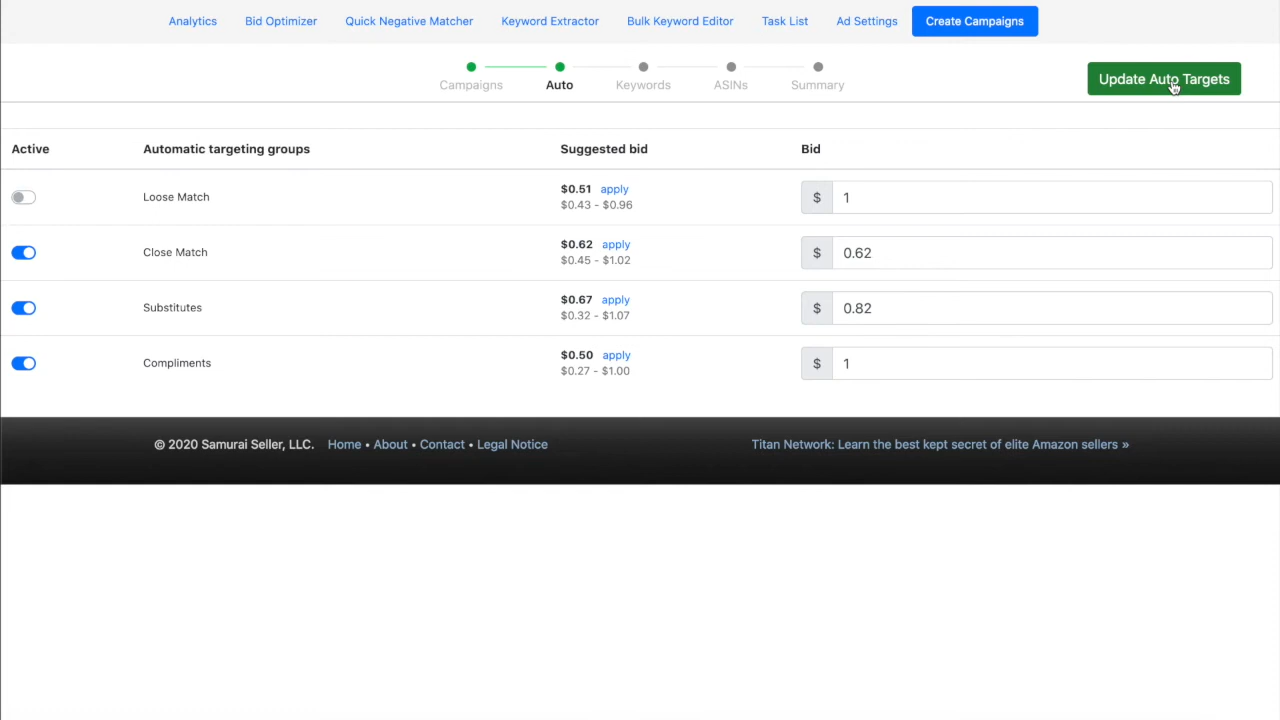 Analytics Bid Optimizer Quick Negative Matcher Keyword Extractor Bulk Keyword Editor Task List Ad Settings Create Campaigns
Campaigns Auto Keywords ASINs Summary
Update Auto Targets
Active Automatic targeting groups Suggested bid Bid
Loose Match $0.51 apply $ 1
$0.43 - $0.96
Close Match $0.62 apply $ 0.62
$0.45 - $1.02
Substitutes $0.67 apply $ 0.82
$0.32 - $1.07
Compliments $0.50 apply $ 1
$0.27 - $1.00
© 2020 Samurai Seller, LLC. Home • About • Contact • Legal Notice Titan Network: Learn the best kept secret of elite Amazon sellers »